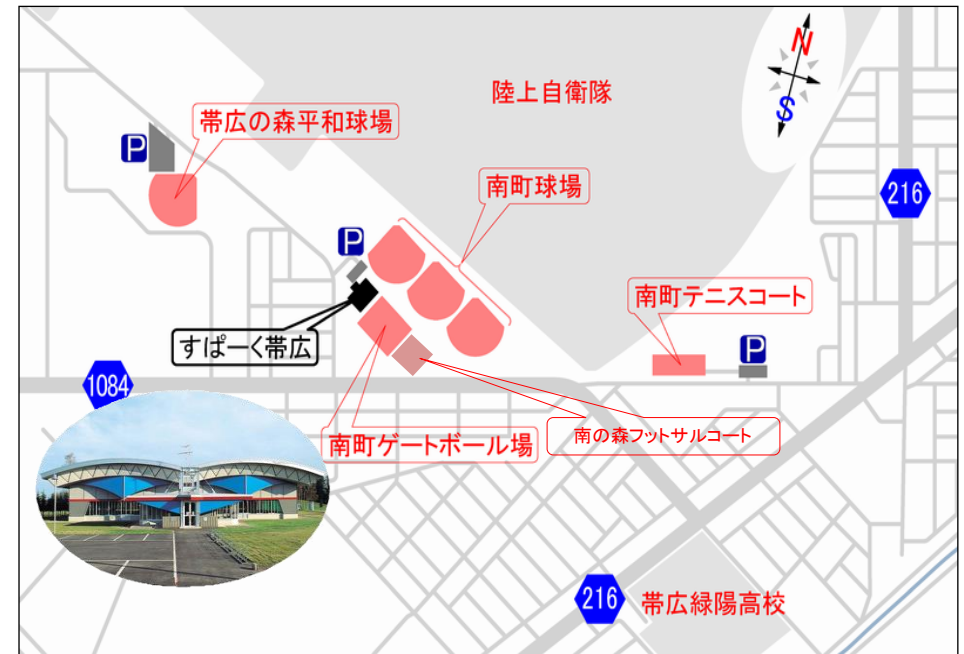 N
S
陸上自衛隊
帯広の森平和球場
P
南町球場
216
P
南町テニスコート
すぱーく帯広
P
1084
南町ゲートボール場
南の森フットサルコート
216
帯広緑陽高校